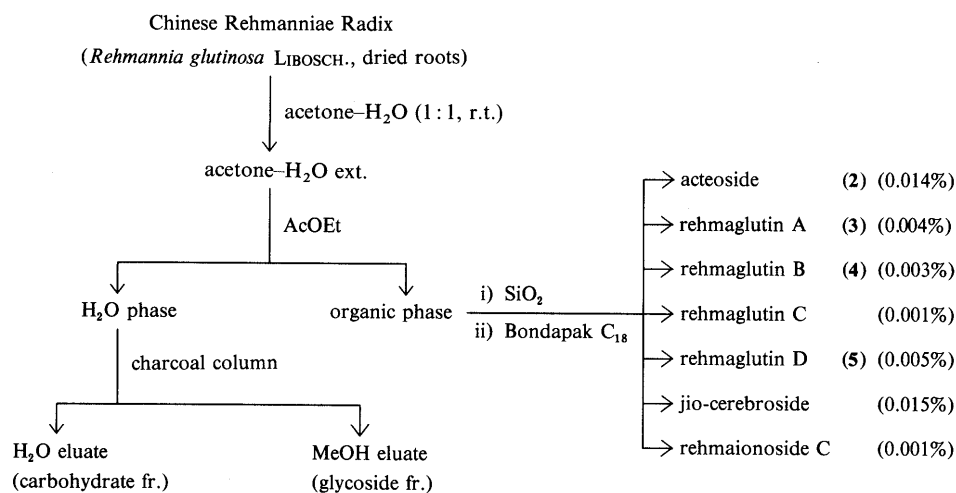 Chinese Rehmanniae Radix
(Rehmannia glutinosa LIBOSCH., dried roots)
acetone–H₂O (1 : 1, r.t.)
acetone–H₂O ext.
AcOEt
H₂O phase
organic phase
i) SiO₂
ii) Bondapak C₁₈
charcoal column
H₂O eluate
(carbohydrate fr.)
MeOH eluate
(glycoside fr.)
acteoside (2) (0.014%)
rehmaglutin A (3) (0.004%)
rehmaglutin B (4) (0.003%)
rehmaglutin C (0.001%)
rehmaglutin D (5) (0.005%)
jio-cerebroside (0.015%)
rehmaionoside C (0.001%)